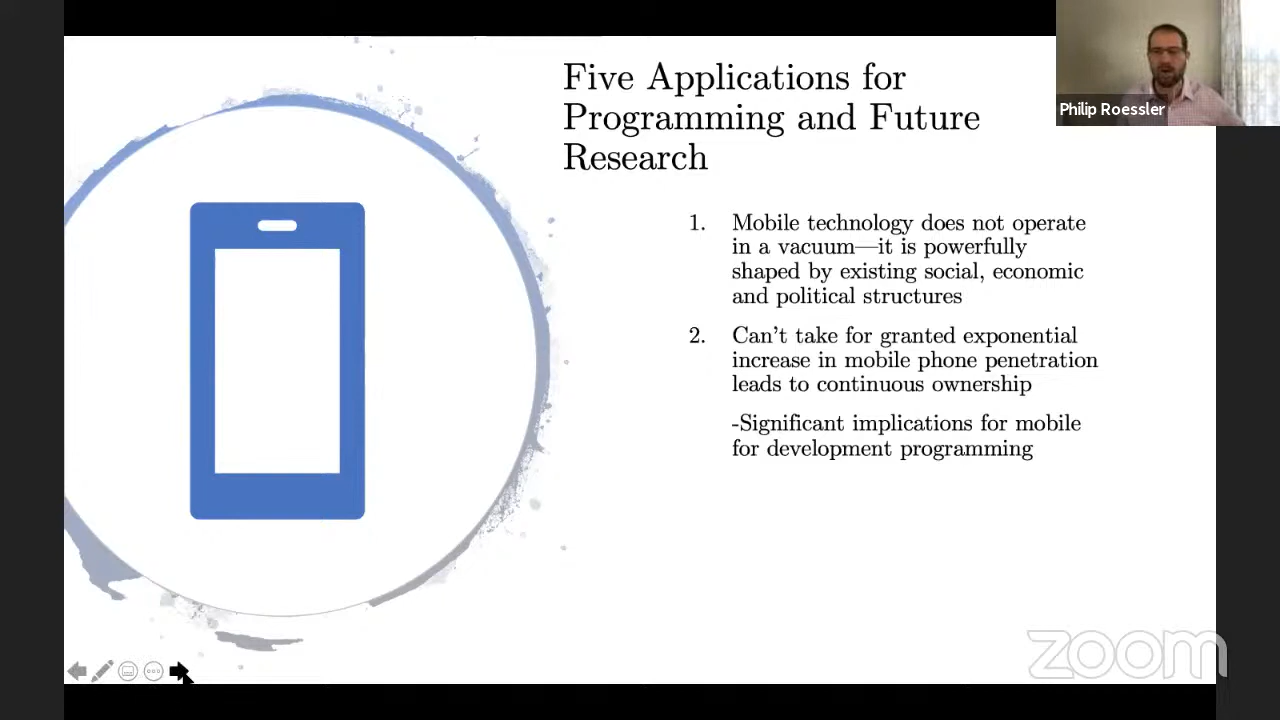 Five Applications for
Programming and Future
Research
Philip Roessler
1. Mobile technology does not operate
in a vacuum—it is powerfully
shaped by existing social, economic
and political structures
2. Can't take for granted exponential
increase in mobile phone penetration
leads to continuous ownership
-Significant implications for mobile
for development programming
zoom